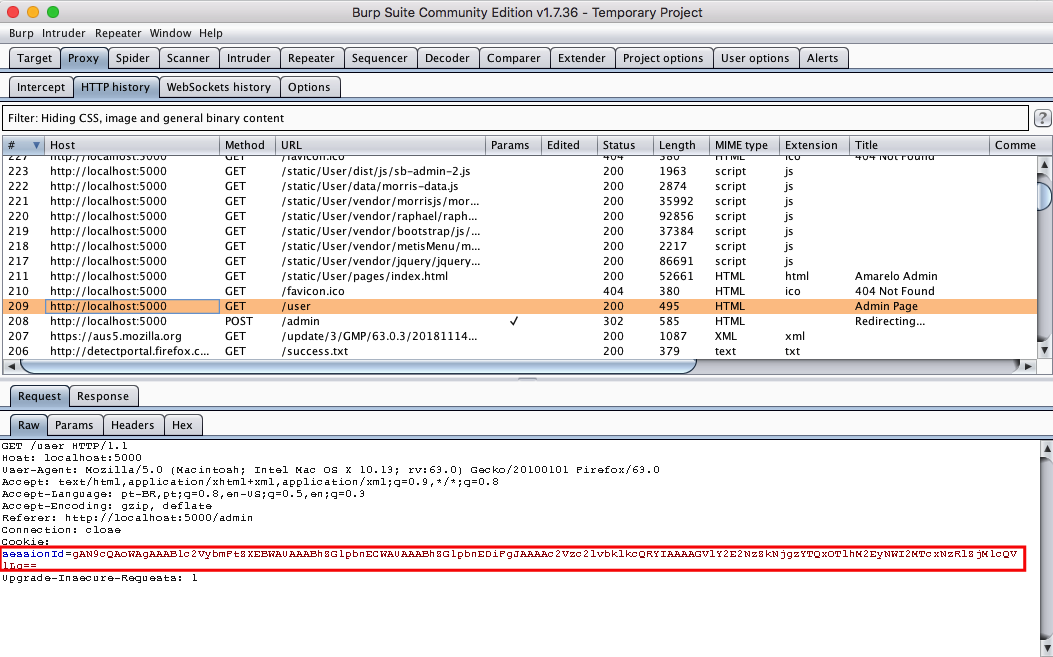 Burp Suite Community Edition v1.7.36 - Temporary Project
Burp Intruder Repeater Window Help
Target Proxy Spider Scanner Intruder Repeater Sequencer Decoder Comparer Extender Project options User options Alerts
Intercept HTTP history WebSockets history Options
Filter: Hiding CSS, image and general binary content ?
# Host Method URL Params Edited Status Length MIME type Extension Title Comme
227 http://localhost:5000 GET /favicon.ico 404 380 HTML ico 404 Not Found
223 http://localhost:5000 GET /static/User/dist/js/sb-admin-2.js 200 1963 script js
222 http://localhost:5000 GET /static/User/data/morris-data.js 200 2874 script js
221 http://localhost:5000 GET /static/User/vendor/morrisjs/mor... 200 35992 script js
220 http://localhost:5000 GET /static/User/vendor/raphael/raph... 200 92856 script js
219 http://localhost:5000 GET /static/User/vendor/bootstrap/js/... 200 37384 script js
218 http://localhost:5000 GET /static/User/vendor/metisMenu/m... 200 2217 script js
217 http://localhost:5000 GET /static/User/vendor/jquery/jquery... 200 86691 script js
211 http://localhost:5000 GET /static/User/pages/index.html 200 52661 HTML html Amarelo Admin
210 http://localhost:5000 GET /favicon.ico 404 380 HTML ico 404 Not Found
209 http://localhost:5000 GET /user 200 495 HTML Admin Page
208 http://localhost:5000 POST /admin ✓ 302 585 HTML Redirecting...
207 https://aus5.mozilla.org GET /update/3/GMP/63.0.3/20181114... 200 1087 XML xml
206 http://detectportal.firefox.c... GET /success.txt 200 379 text txt
Request Response
Raw Params Headers Hex
GET /user HTTP/1.1
Host: localhost:5000
User-Agent: Mozilla/5.0 (Macintosh; Intel Mac OS X 10.13; rv:63.0) Gecko/20100101 Firefox/63.0
Accept: text/html,application/xhtml+xml,application/xml;q=0.9,*/*;q=0.8
Accept-Language: pt-BR,pt;q=0.8,en-US;q=0.5,en;q=0.3
Accept-Encoding: gzip, deflate
Referer: http://localhost:5000/admin
Connection: close
Cookie:
Upgrade-Insecure-Requests: 1